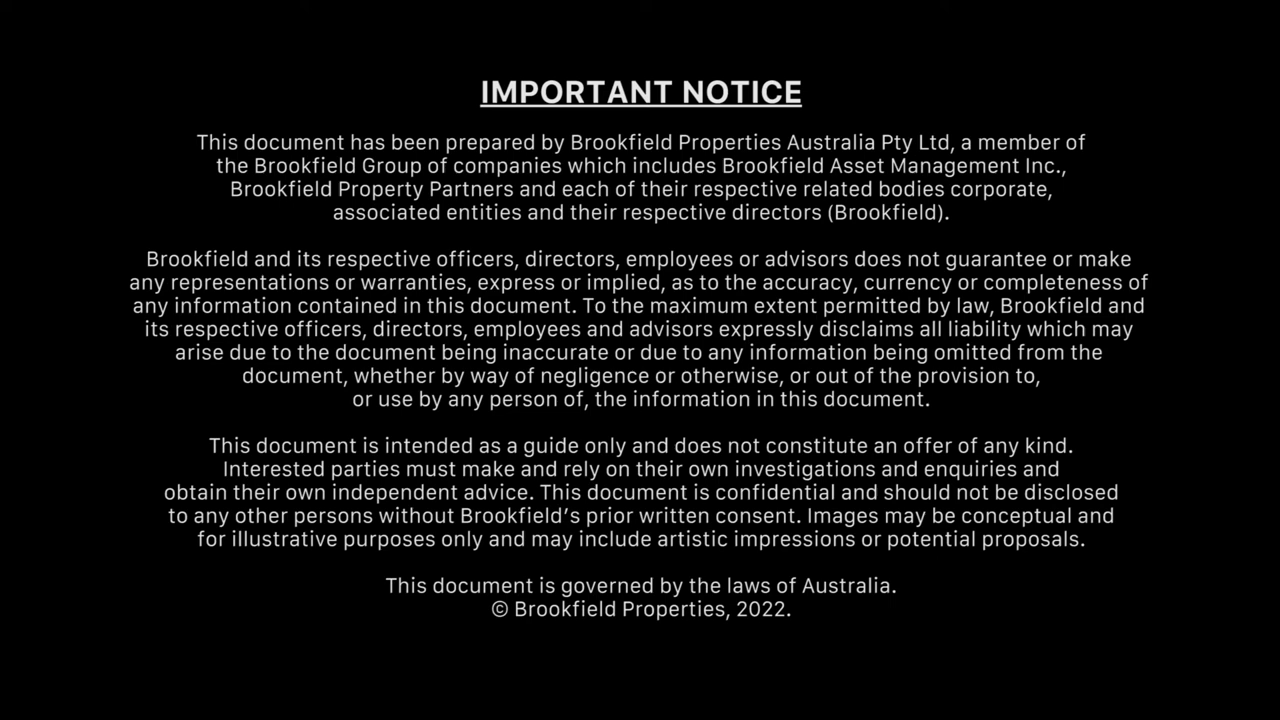 IMPORTANT NOTICE
This document has been prepared by Brookfield Properties Australia Pty Ltd, a member of
the Brookfield Group of companies which includes Brookfield Asset Management Inc.,
Brookfield Property Partners and each of their respective related bodies corporate,
associated entities and their respective directors (Brookfield).
Brookfield and its respective officers, directors, employees or advisors does not guarantee or make
any representations or warranties, express or implied, as to the accuracy, currency or completeness of
any information contained in this document. To the maximum extent permitted by law, Brookfield and
its respective officers, directors, employees and advisors expressly disclaims all liability which may
arise due to the document being inaccurate or due to any information being omitted from the
document, whether by way of negligence or otherwise, or out of the provision to,
or use by any person of, the information in this document.
This document is intended as a guide only and does not constitute an offer of any kind.
Interested parties must make and rely on their own investigations and enquiries and
obtain their own independent advice. This document is confidential and should not be disclosed
to any other persons without Brookfield’s prior written consent. Images may be conceptual and
for illustrative purposes only and may include artistic impressions or potential proposals.
This document is governed by the laws of Australia.
© Brookfield Properties, 2022.